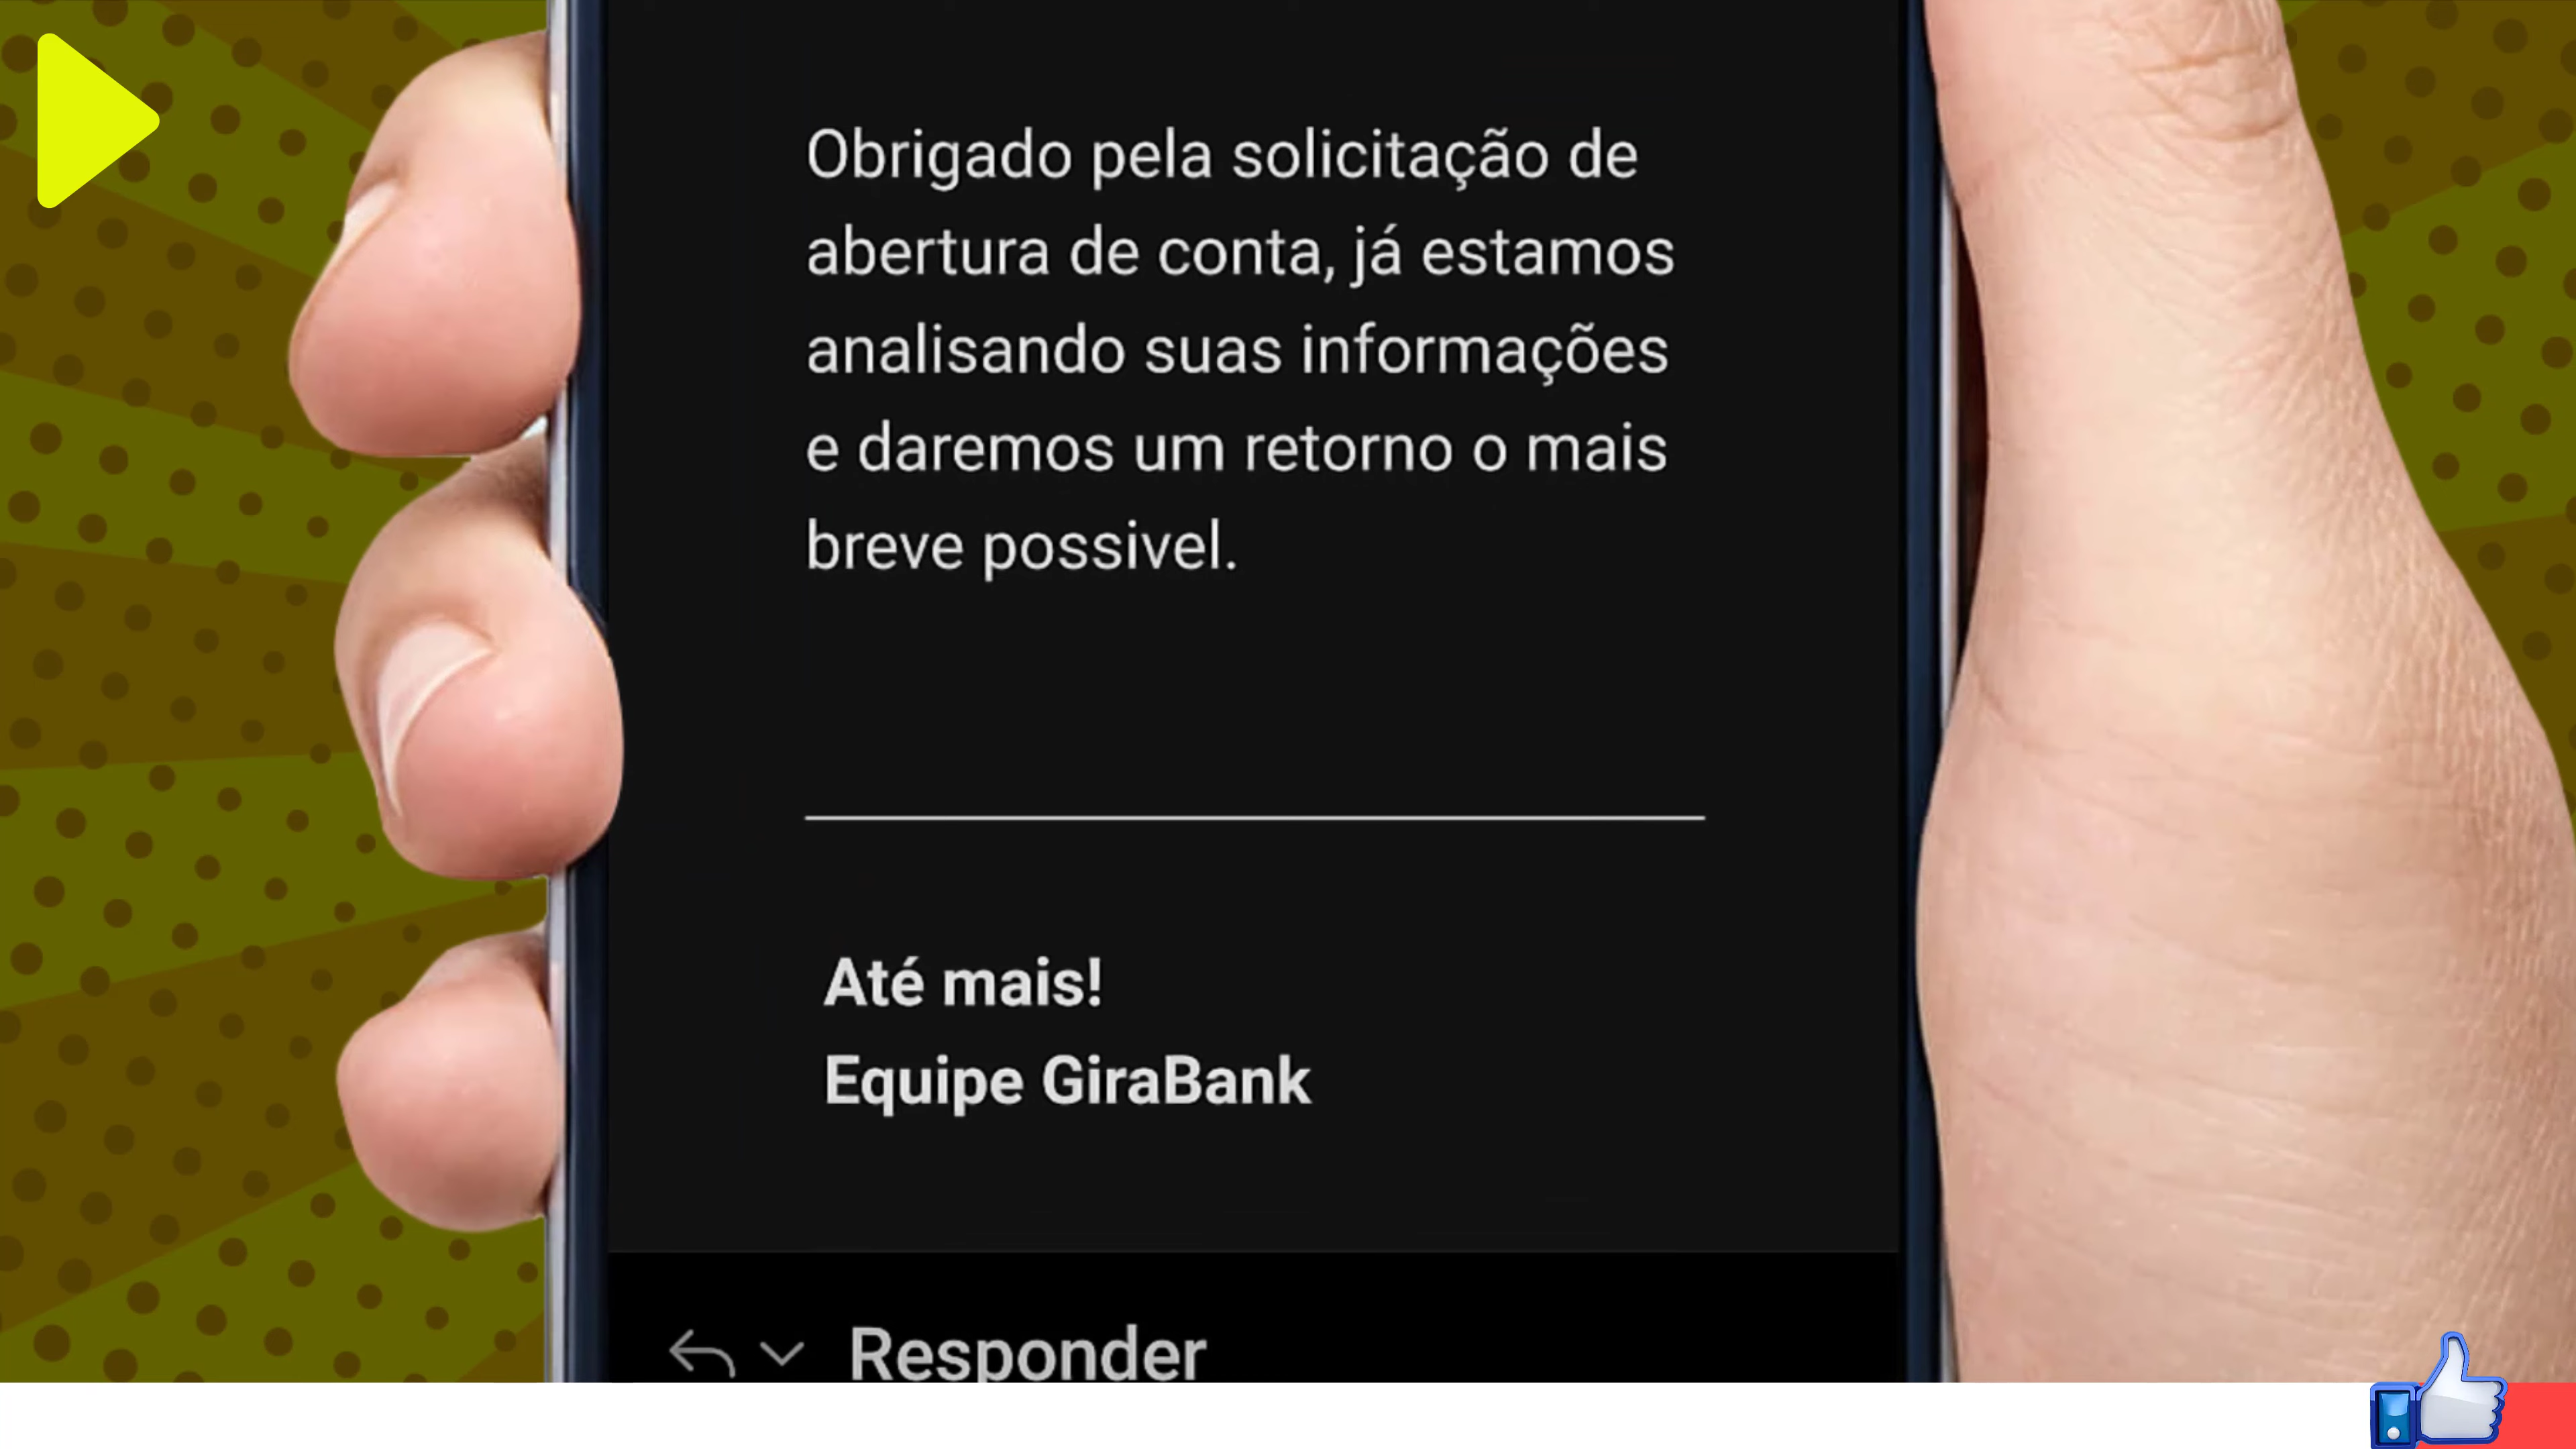 Obrigado pela solicitação de
abertura de conta, já estamos
analisando suas informações
e daremos um retorno o mais
breve possivel.
Até mais!
Equipe GiraBank
Responder